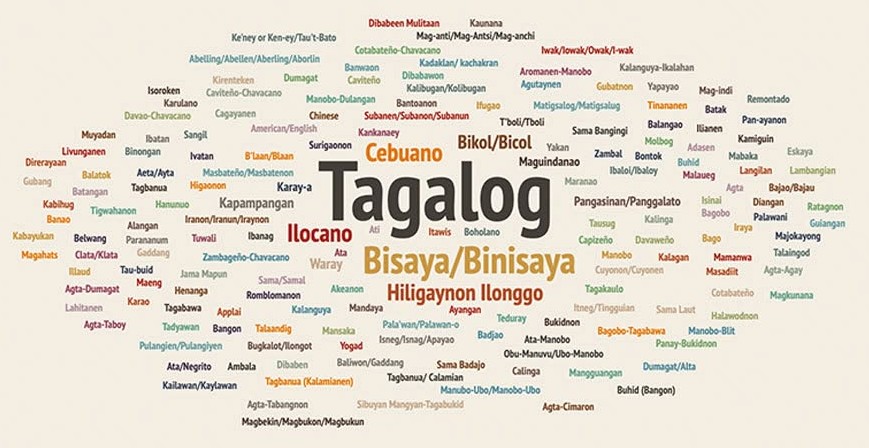 Dibabeen Mulitaan Kaunana
Ke'ney or Ken-ey/Tau't-Bato Mag-anti/Mag-Antsi/Mag-anchi
Cotabateño-Chavacano Iwak/Iowak/Owak/I-wak
Abelling/Abellen/Aberling/Aborlin Banwaon Kadaklan/ kachakran Aromanen-Manobo Kalanguya-Ikalahan
Kirenteken Dumagat Caviteño Dibabawon
Isoroken Caviteño-Chavacano Kalibugan/Kolibugan Agutaynen Gubatnon Yapayao Mag-indi
Karulano Manobo-Dulangan Bantoanon Ifugao Matigsalog/Matigsalug Tinananen Batak Remontado
Davao-Chavacano Cagayanen Chinese Subanen/Subanon/Subanun T'boli/Tboli Balangao Ilianen Pan-ayanon
Muyadan Ibatan Sangil American/English Kankanaey Sama Bangingi Molbog Kamiguin
Livunganen Binongan Ivatan B'laan/Blaan Surigaonon Cebuano Bikol/Bicol Yakan Zambal Bontok Buhid Adasen Mabaka Eskaya
Direrayaan Aeta/Ayta Masbateño/Masbatenon Maguindanao Ibaloi/Ibaloy Malaueg Langilan Lambangian
Gubang Balatok Tagbanua Higaonon Karay-a Tagalog Maranao Agta Bajao/Bajau
Batangan Kabihug Hanunuo Kapampangan Pangasinan/Panggalato Isinai Diangan Ratagnon
Banao Tigwahanon Iranon/Iranun/Iraynon Tausug Kalinga Bagobo Palawani Guiangan
Kabayukan Belwang Alangan Parananum Tuwali Ibanag Ilocano Ati Itawis Boholano Capizeño Davaweño Bago Iraya Majokayong
Magahats Clata/Klata Gaddang Zambageño-Chavacano Ata Bisaya/Binisaya Manobo Kalagan Mamanwa Talaingod
Illaud Tau-buid Jama Mapun Waray Cuyonon/Cuyonen Masadiit Agta-Agay
Agta-Dumagat Maeng Henanga Sama/Samal Akeanon Hiligaynon Ilonggo Tagakaulo Cotabateño Magkunana
Lahitanen Karao Tagabawa Romblomanon Kalanguya Mandaya Ayangan Itneg/Tinguian Sama Laut Halawodnon
Agta-Taboy Applai Teduray Bukidnon
Tadyawan Bangon Talaandig Mansaka Pala'wan/Palawan-o Badjao Bagobo-Tagabawa Manobo-Blit
Pulangien/Pulangiyen Bugkalot/Ilongot Yogad Isneg/Isnag/Apayao Ata-Manobo Panay-Bukidnon
Obu-Manuvu/Ubo-Manobo
Ata/Negrito Ambala Dibaben Baliwon/Gaddang Sama Badajo Calinga Mangguangan Dumagat/Alta
Kailawan/Kaylawan Tagbanua (Kalamienen) Tagbanua/ Calamian Manubu-Ubo/Manobo-Ubo Buhid (Bangon)
Agta-Tabangnon Sibuyan Mangyan-Tagabukid Agta-Cimaron
Magbekin/Magbukon/Magbukun